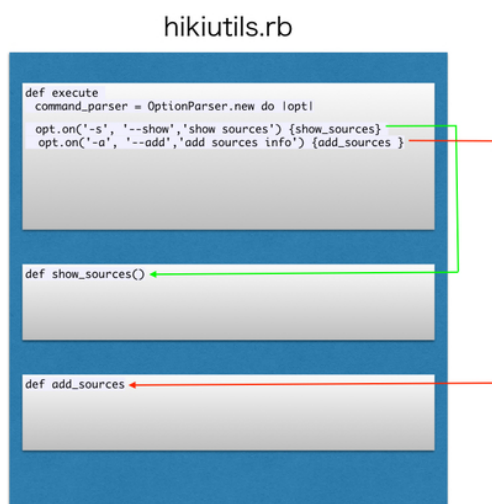 hikiutils.rb
def execute
command_parser = OptionParser.new do |opt|
opt.on('-s', '--show','show sources') {show_sources}
opt.on('-a', '--add','add sources info') {add_sources }
def show_sources()
def add_sources